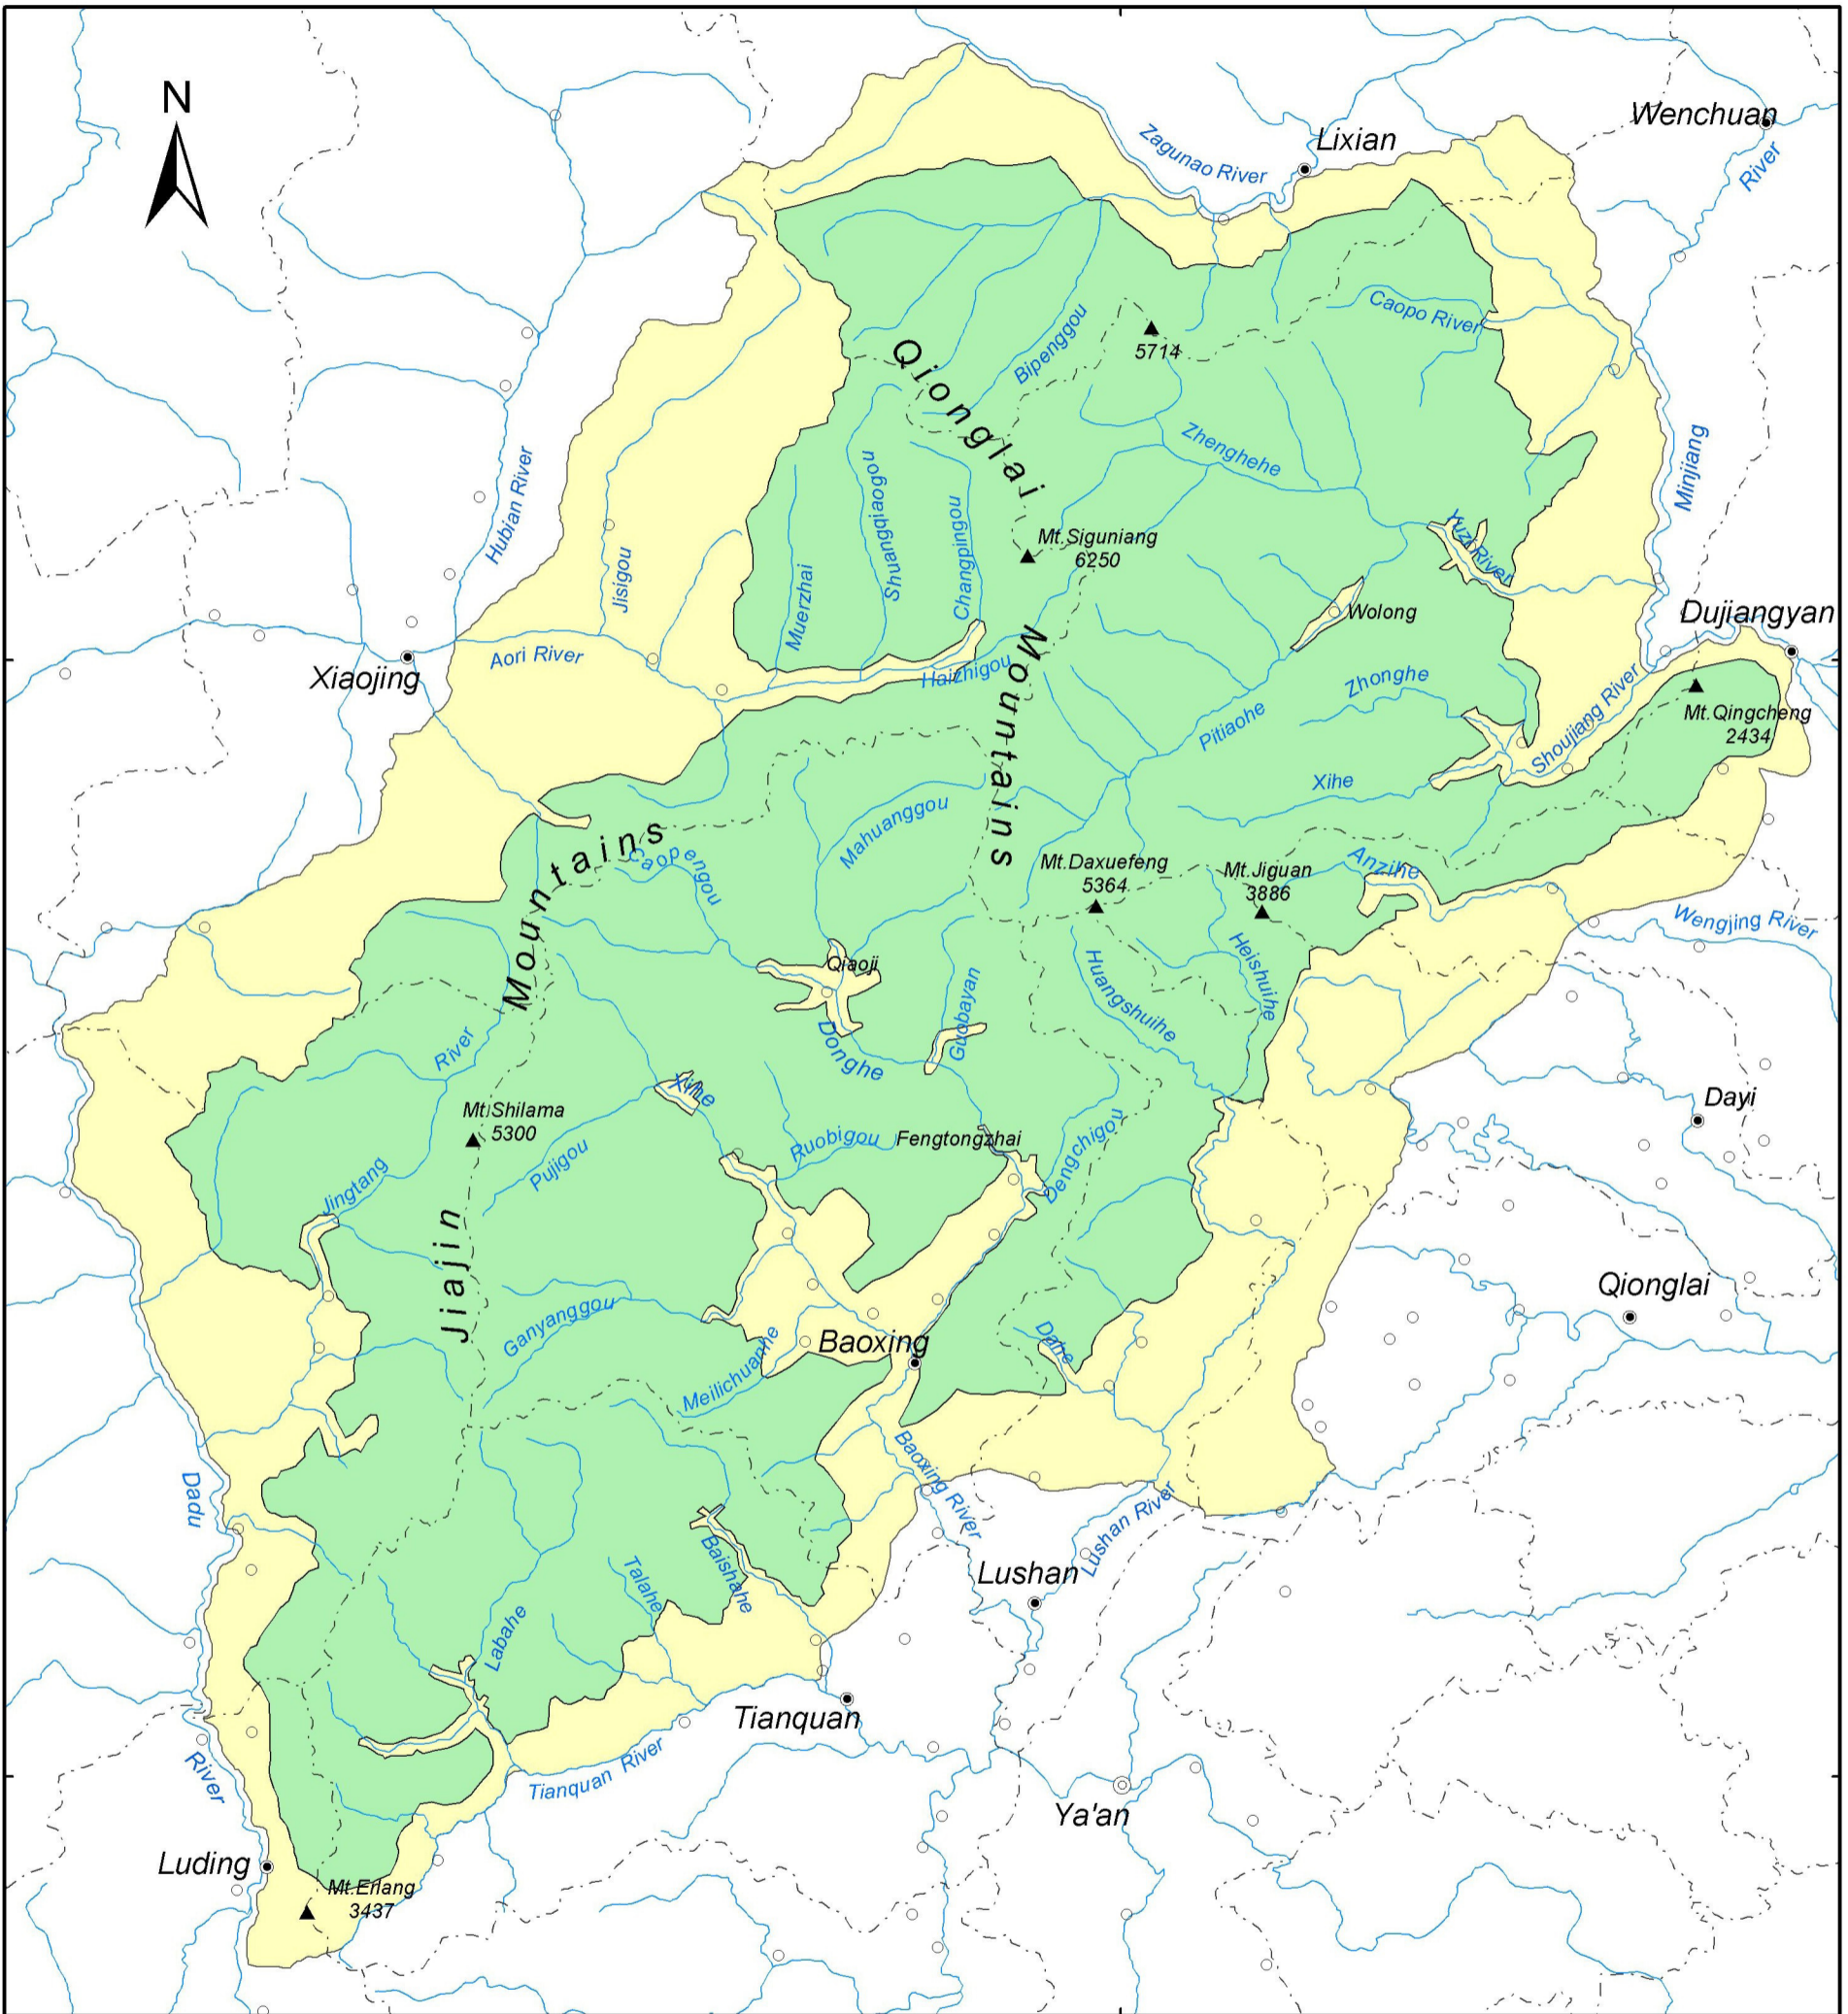 N
Wenchuan
Lixian
Zagunao River
River
Caopo River
Bipenggou
5714
Qionglai
Zhenghehe
Minjiang
Hubian River
Shuangqiaogou
Changpingou
Yuzi River
Mt.Siguniang
6250
Jisigou
Muerzhai
Wolong
Dujiangyan
Aori River
Xiaojing
Haizhigou
Mountains
Zhonghe
Shoujiang River
Mt.Qingcheng
2434
Pitiaohe
Xihe
Mahuanggou
Mountains
Caopengou
Mt.Daxuefeng
5364
Mt.Jiguan
3886
Anzihe
Wengjing River
Qiaoji
Guobayan
Huangshuihe
Heishuihe
Donghe
River
Xihe
Mt.Shilama
5300
Dayi
Ruobigou
Fengtongzhai
Dengchigou
Pujigou
Jingtang
Jiajin
Qionglai
Ganyanggou
Baoxing
Dahe
Meilichuanhe
Dadu
Baoxing River
Lushan River
Lushan
Talahe
Baishahe
Labahe
Tianquan
Tianquan River
River
Ya'an
Luding
Mt.Erlang
3437